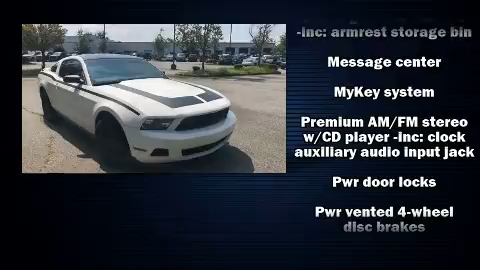 -inc: armrest storage bin
Message center
MyKey system
Premium AM/FM stereo
w/CD player -inc: clock
auxiliary audio input jack
Pwr door locks
Pwr vented 4-wheel
disc brakes